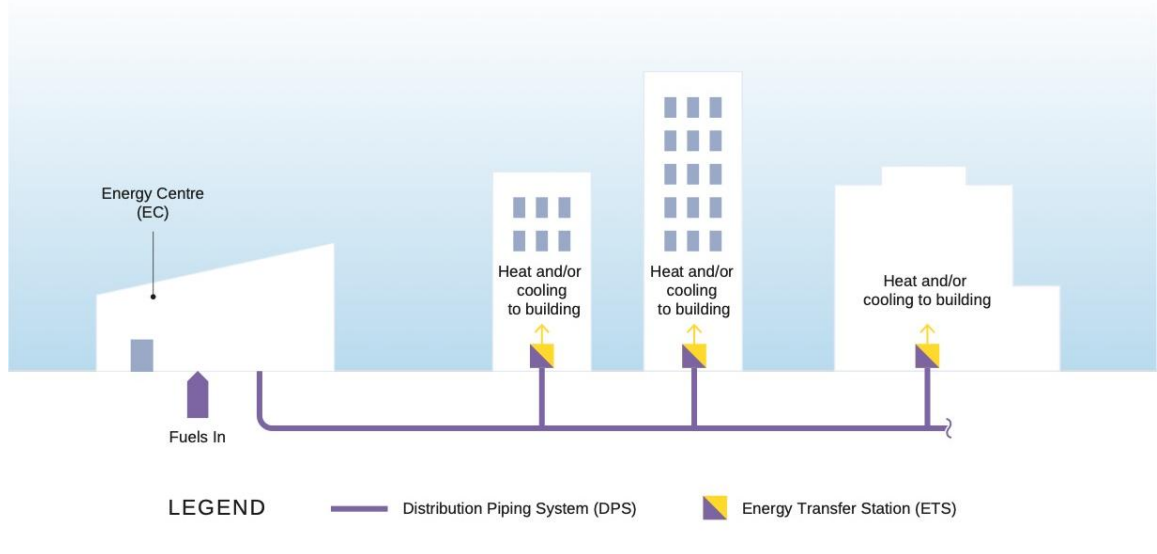 Energy Centre
(EC)
Heat and/or
cooling
to building
Heat and/or
cooling
to building
Heat and/or
cooling to building
Fuels In
LEGEND
Distribution Piping System (DPS)
Energy Transfer Station (ETS)